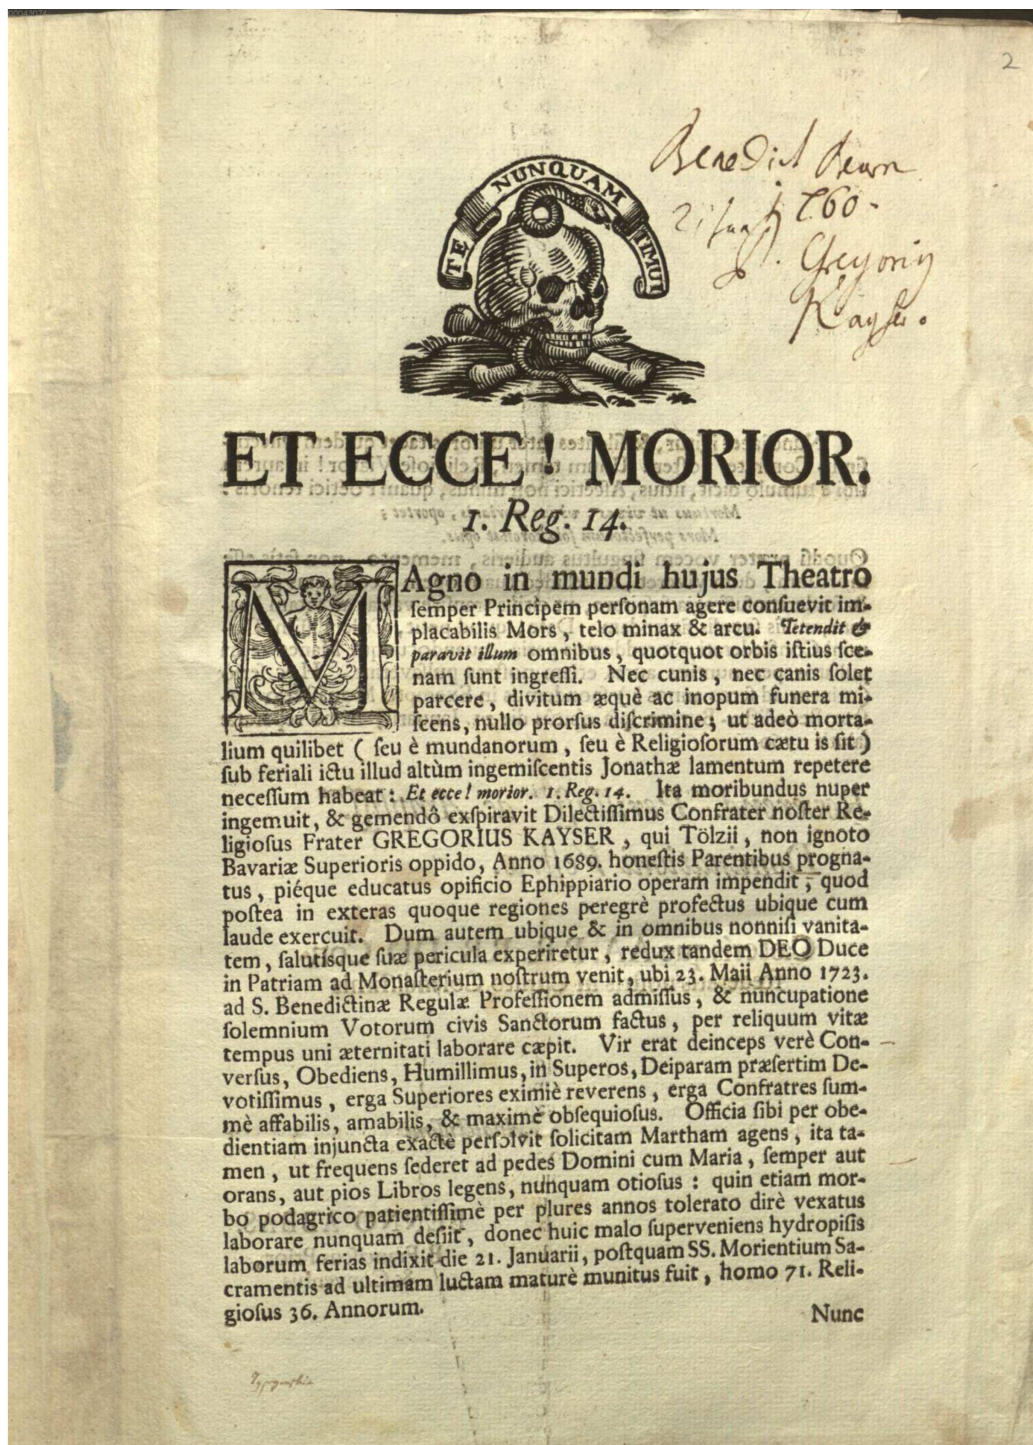 2
Benedict
21 Jan 1760.
P. Gregorig
Kayser.
TE NUNQUAM TIMUI
ET ECCE! MORIOR.
1. Reg. 14.
MAgno in mundi hujus Theatro
ſemper Principem perſonam agere conſuevit im-
placabilis Mors, telo minax & arcu. Tetendit &
paravit illum omnibus, quotquot orbis iſtius ſce-
nam ſunt ingreſſi. Nec cunis, nec canis ſolet
parcere, divitum æquè ac inopum funera mi-
ſcens, nullo prorſus diſcrimine; ut adeò morta-
lium quilibet (ſeu è mundanorum, ſeu è Religioſorum cætu is ſit)
ſub feriali ictu illud altùm ingemiſcentis Jonathæ lamentum repetere
neceſſum habeat: Et ecce! morior. 1. Reg. 14. Ita moribundus nuper
ingemuit, & gemendô exſpiravit Dilectiſſimus Confrater noſter Re-
ligioſus Frater GREGORIUS KAYSER, qui Tölzii, non ignoto
Bavariæ Superioris oppido, Anno 1689. honeſtis Parentibus progna-
tus, piéque educatus opificio Ephippiario operam impendit, quod
poſtea in exteras quoque regiones peregrè profectus ubique cum
laude exercuit. Dum autem ubique & in omnibus nonniſi vanita-
tem, ſalutíſque ſuæ pericula experiretur, redux tandem DEO Duce
in Patriam ad Monaſterium noſtrum venit, ubi 23. Maii Anno 1723.
ad S. Benedictinæ Regulæ Profeſſionem admiſſus, & nuncupatione
ſolemnium Votorum civis Sanctorum factus, per reliquum vitæ
tempus uni æternitati laborare cæpit. Vir erat deinceps verè Con-
verſus, Obediens, Humillimus, in Superos, Deiparam præſertim De-
votiſſimus, erga Superiores eximiè reverens, erga Confratres ſum-
mè affabilis, amabilis, & maximè obſequioſus. Officia ſibi per obe-
dientiam injuncta exactè perſolvit ſolicitam Martham agens, ita ta-
men, ut frequens ſederet ad pedes Domini cum Maria, ſemper aut
orans, aut pios Libros legens, nunquam otioſus: quin etiam mor-
bo podagrico patientiſſimè per plures annos tolerato dirè vexatus
laborare nunquam deſiit, donec huic malo ſuperveniens hydropiſis
laborum ferias indixit die 21. Januarii, poſtquam SS. Morientium Sa-
cramentis ad ultimam luctam maturè munitus fuit, homo 71. Reli-
gioſus 36. Annorum.
Nunc